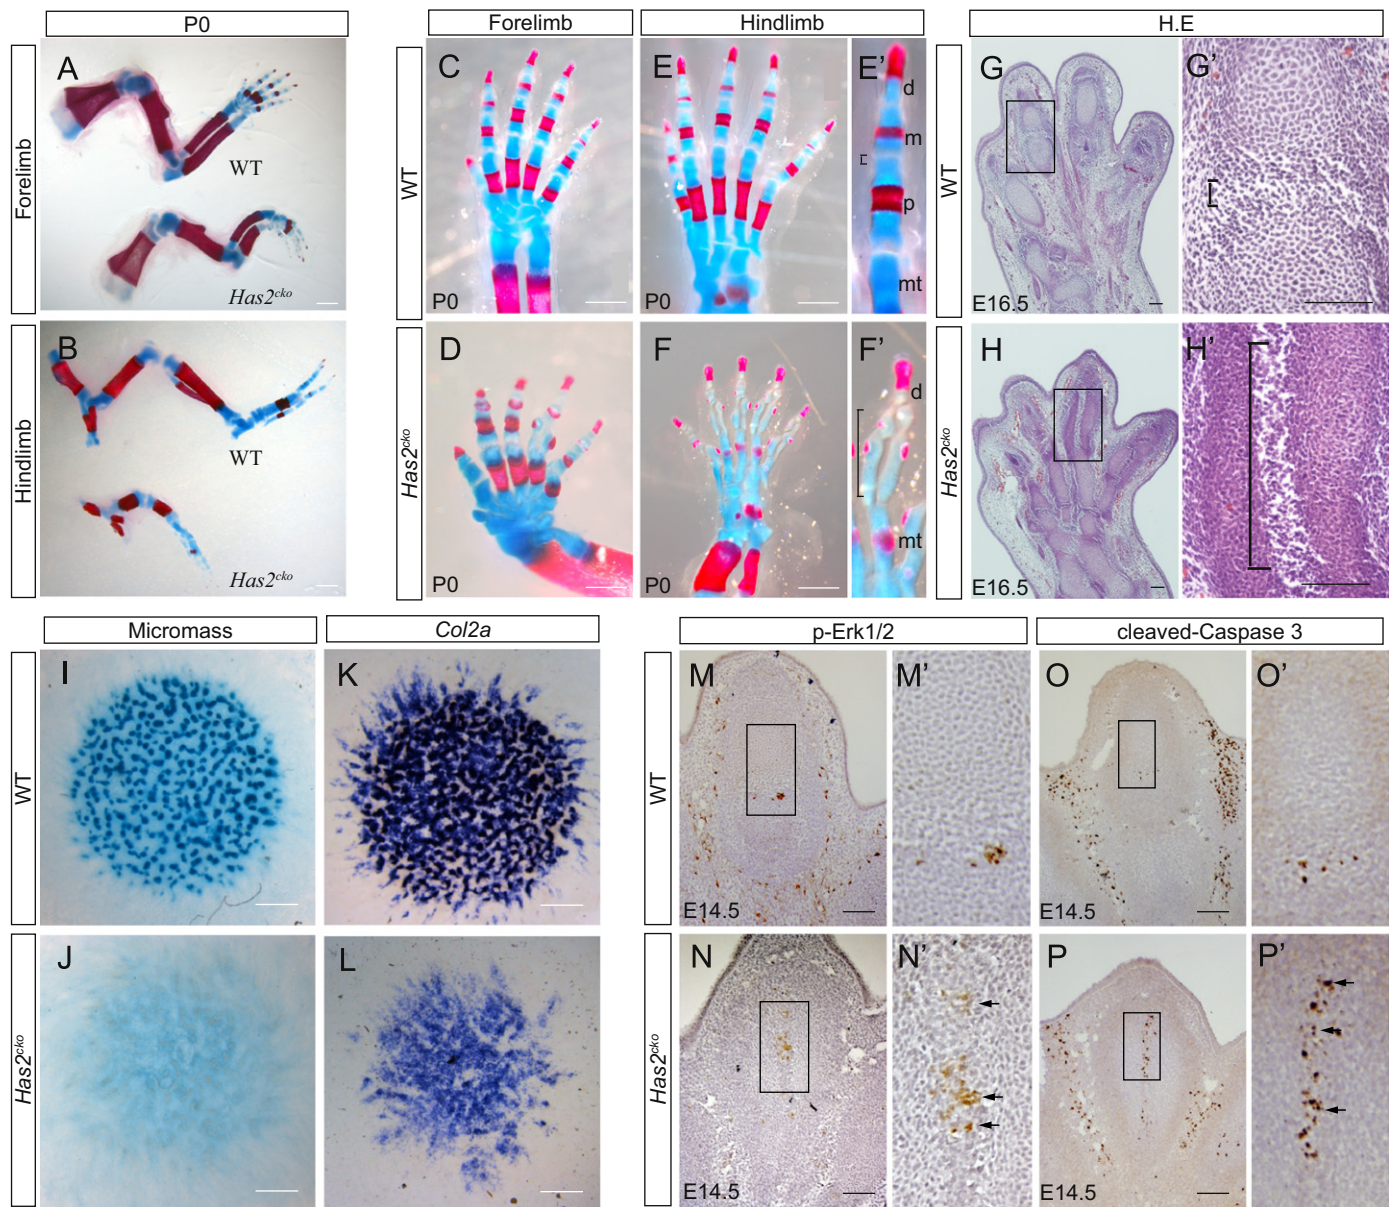 P0
Forelimb
A
WT
Has2cko
Hindlimb
B
WT
Has2cko
Forelimb
Hindlimb
WT
C
P0
E
P0
E’
d
m
p
mt
Has2cko
D
P0
F
P0
F’
d
mt
H.E
WT
G
E16.5
G’
Has2cko
H
E16.5
H’
Micromass
Col2a
WT
I
K
Has2cko
J
L
p-Erk1/2
cleaved-Caspase 3
WT
M
E14.5
M’
O
E14.5
O’
Has2cko
N
E14.5
N’
P
E14.5
P’